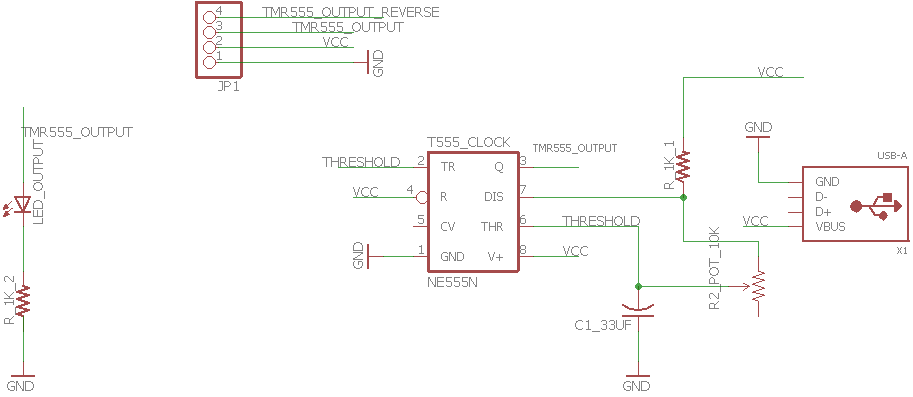 4 TMR555_OUTPUT_REVERSE
3 TMR555_OUTPUT
2 VCC
1 GND
JP1
VCC
TMR555_OUTPUT
LED_OUTPUT
R_1K_2
GND
T555_CLOCK
THRESHOLD 2 TR Q 3 TMR555_OUTPUT
VCC 4 R DIS 7
5 CV THR 6 THRESHOLD
GND 1 GND V+ 8 VCC
NE555N
R_1K_1
R2_POT_10K
C1_33UF
GND
GND
USB-A
GND
D-
D+
VCC VBUS
X1